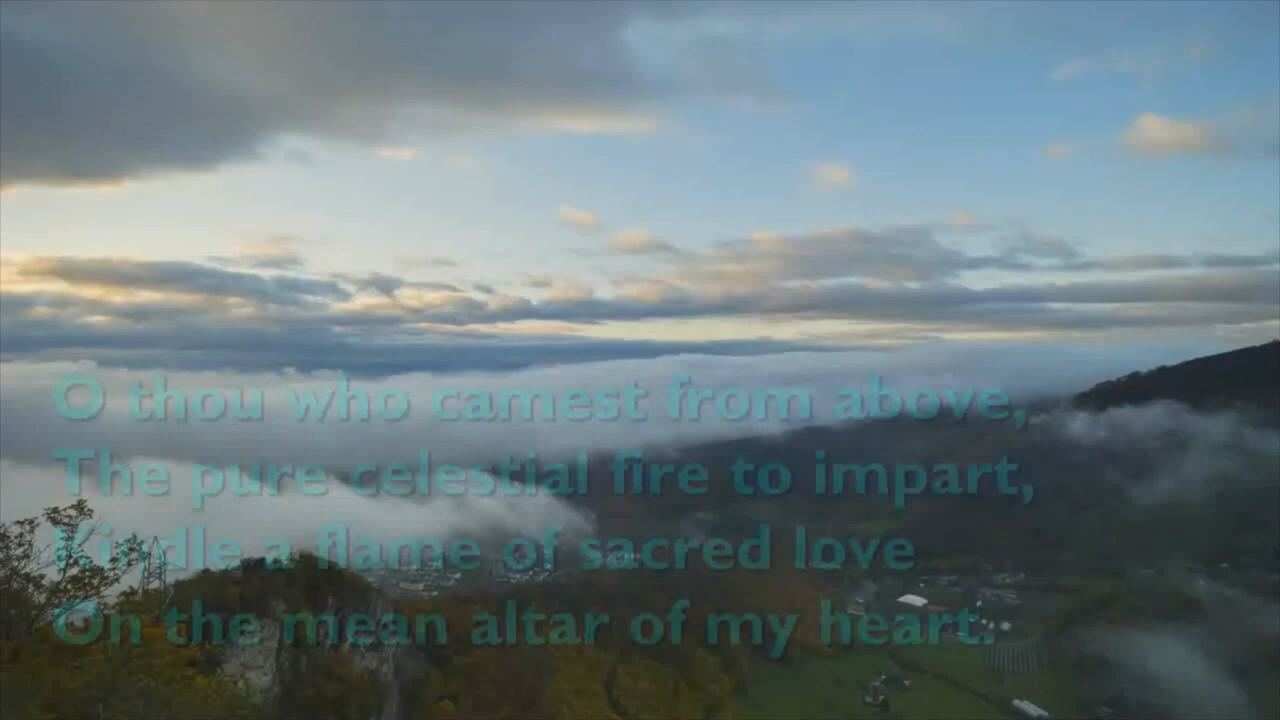 O thou who camest from above,
The pure celestial fire to impart,
Kindle a flame of sacred love
On the mean altar of my heart.